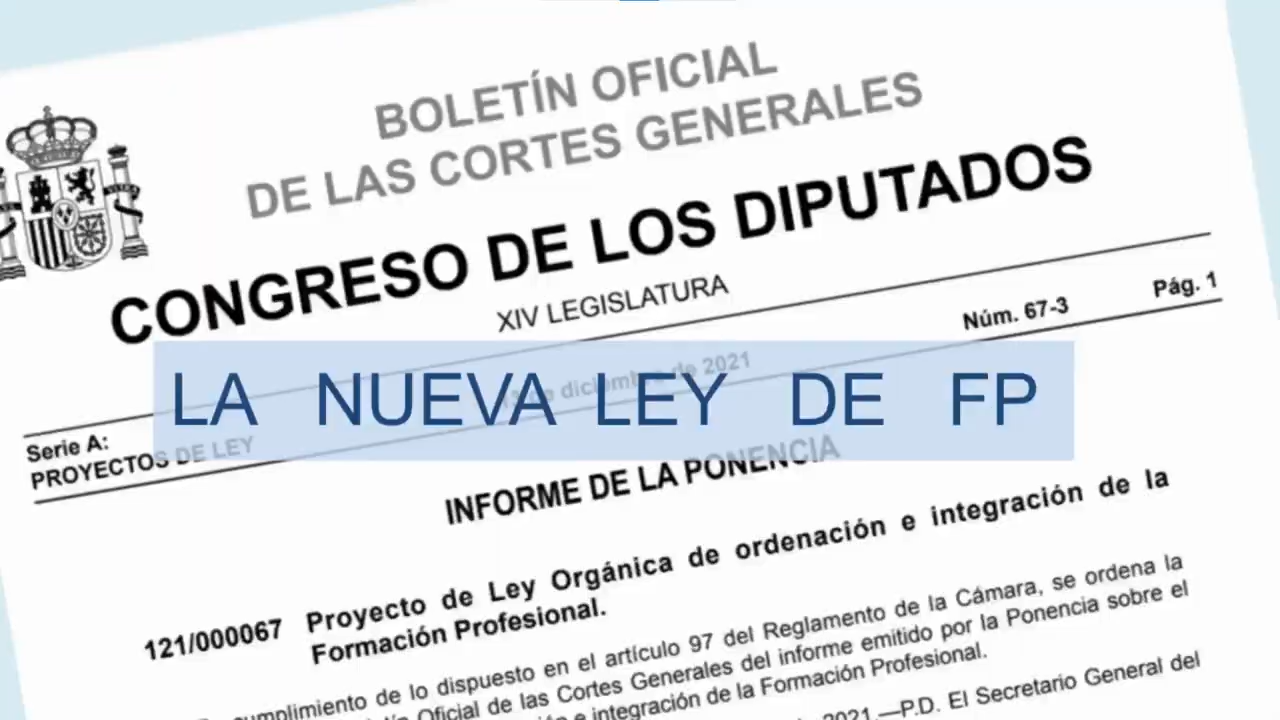 BOLETÍN OFICIAL
DE LAS CORTES GENERALES
CONGRESO DE LOS DIPUTADOS
XIV LEGISLATURA
Serie A:
PROYECTOS DE LEY
de diciembre de 2021
Núm. 67-3
Pág. 1
LA NUEVA LEY DE FP
INFORME DE LA PONENCIA
121/000067 Proyecto de Ley Orgánica de ordenación e integración de la
Formación Profesional.
de lo dispuesto en el artículo 97 del Reglamento de la Cámara, se ordena la
Oficial de las Cortes Generales del informe emitido por la Ponencia sobre el
e integración de la Formación Profesional.
2021.—P.D. El Secretario General del